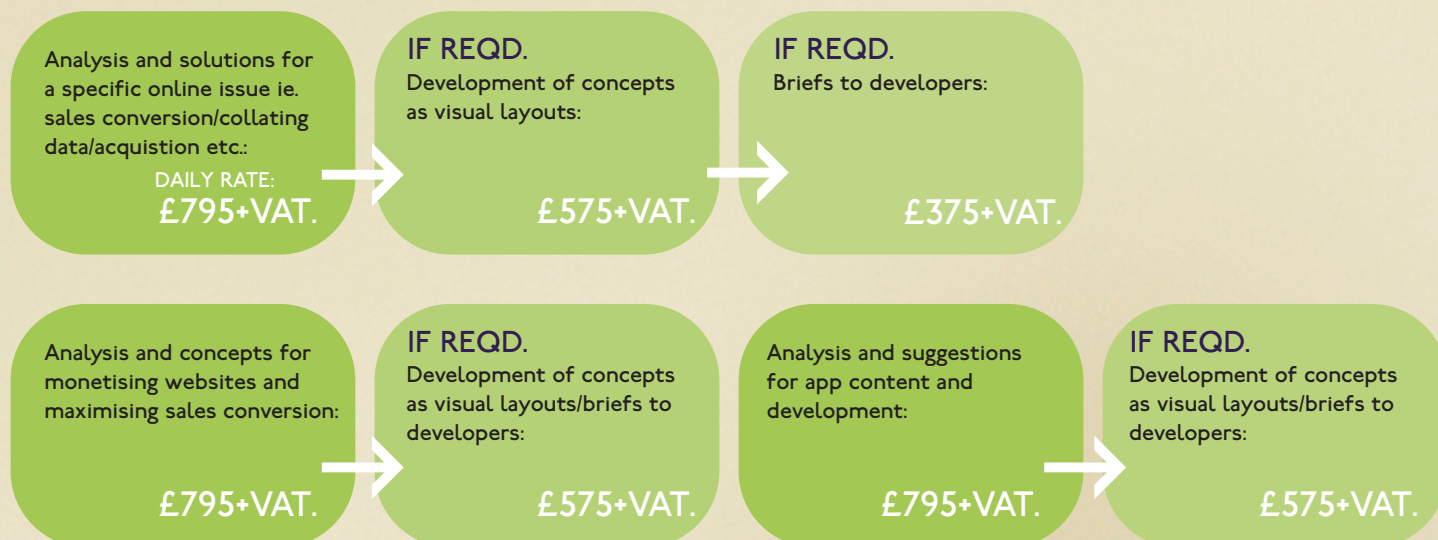 Analysis and solutions for
a specific online issue ie.
sales conversion/collating
data/acquistion etc.:
DAILY RATE:
£795+VAT.
IF REQD.
Development of concepts
as visual layouts:
£575+VAT.
IF REQD.
Briefs to developers:
£375+VAT.
Analysis and concepts for
monetising websites and
maximising sales conversion:
£795+VAT.
IF REQD.
Development of concepts
as visual layouts/briefs to
developers:
£575+VAT.
Analysis and suggestions
for app content and
development:
£795+VAT.
IF REQD.
Development of concepts
as visual layouts/briefs to
developers:
£575+VAT.